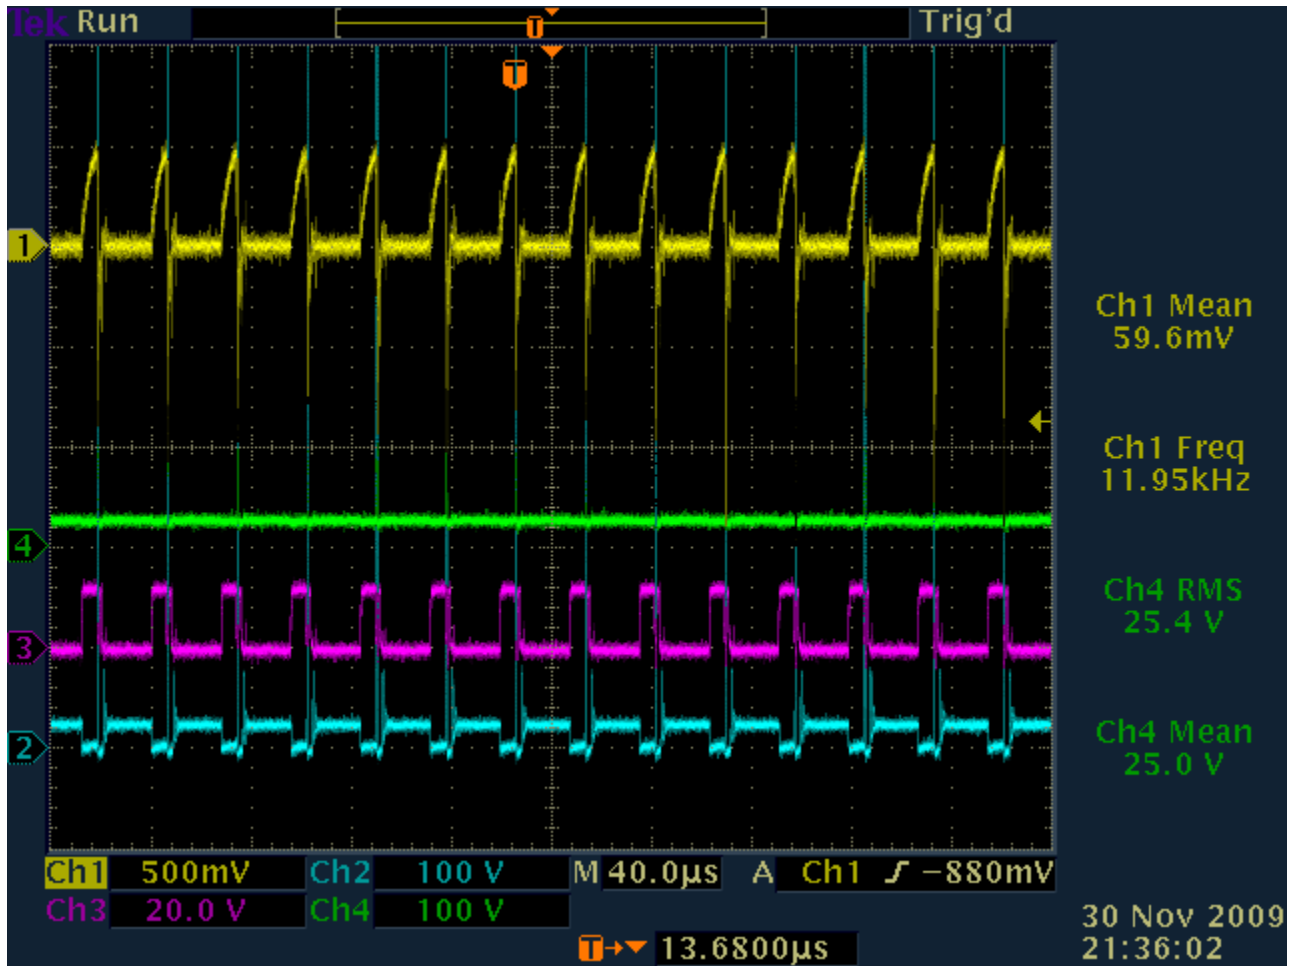 Tek Run Trig'd
T
T
1
Ch1 Mean
59.6mV
Ch1 Freq
11.95kHz
4
Ch4 RMS
25.4 V
3
Ch4 Mean
25.0 V
2
Ch1 500mV Ch2 100 V M 40.0µs A Ch1 -880mV
Ch3 20.0 V Ch4 100 V
T 13.6800µs
30 Nov 2009
21:36:02